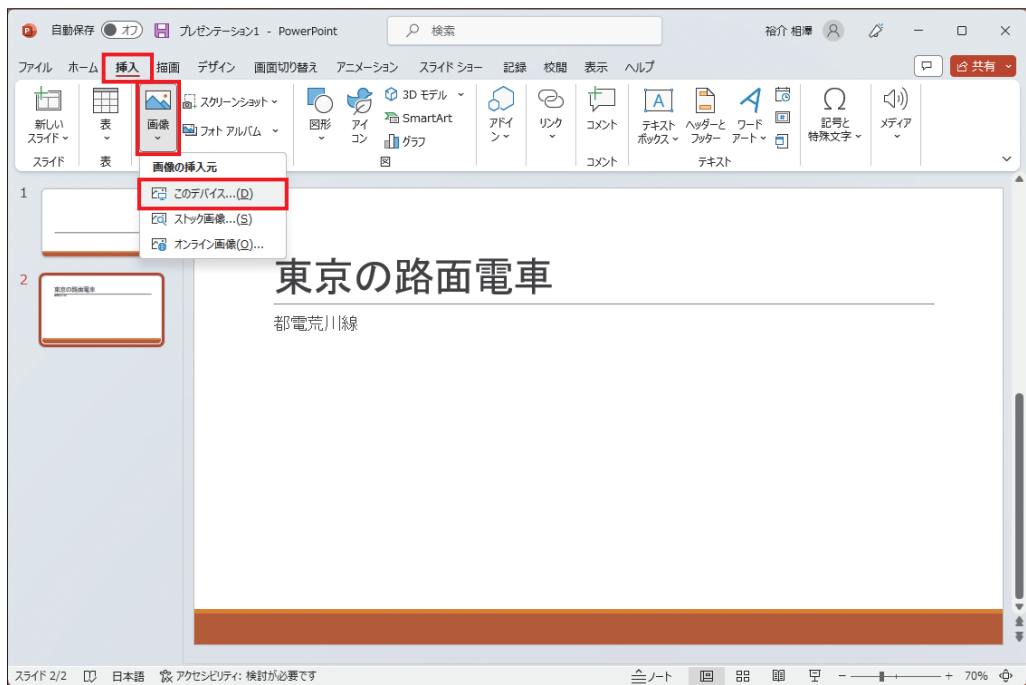 自動保存 オフ プレゼンテーション1 - PowerPoint 検索 裕介 相澤
ファイル ホーム 挿入 描画 デザイン 画面切り替え アニメーション スライド ショー 記録 校閲 表示 ヘルプ 共有
新しい
スライド
表
画像
スクリーンショット
フォト アルバム
図形
アイ
コン
3D モデル
SmartArt
グラフ
アドイ
ン
リンク
コメント
テキスト
ボックス
ヘッダーと
フッター
ワード
アート
記号と
特殊文字
メディア
スライド 表 図 コメント テキスト
画像の挿入元
このデバイス...(D)
ストック画像...(S)
オンライン画像(O)...
1
2
東京の路面電車
東京の路面電車
都電荒川線
スライド 2/2 日本語 アクセシビリティ: 検討が必要です ノート 70%